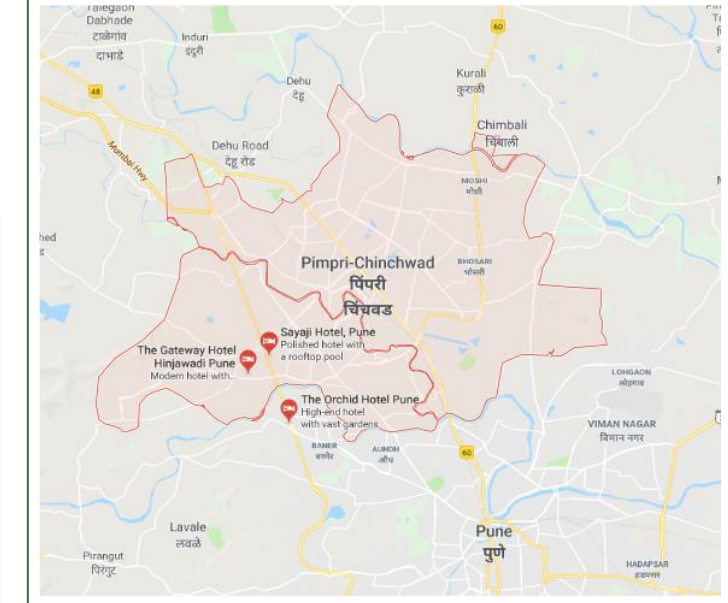 Talegaon
Dabhade
टाळेगांव
दाभाडे
Induri
इंदुरी
60
Dehu
देहू
Kurali
कुराळी
48
Chimbali
चिंबाळी
Mumbai Hwy
Dehu Road
देहू रोड
MOSHI
मोशी
Pimpri-Chinchwad
पिंपरी
चिंचवड
BHOSARI
भोसरी
Sayaji Hotel, Pune
Polished hotel with
a rooftop pool
The Gateway Hotel
Hinjawadi Pune
Modern hotel with...
The Orchid Hotel Pune
High-end hotel
with vast gardens
LOHGAON
लोहगाव
VIMAN NAGAR
विमान नगर
BANER
बाणेर
AUNDH
औंध
60
Lavale
लवळे
Pune
पुणे
Pirangut
पिरंगुट
HADAPSAR
हडपसर